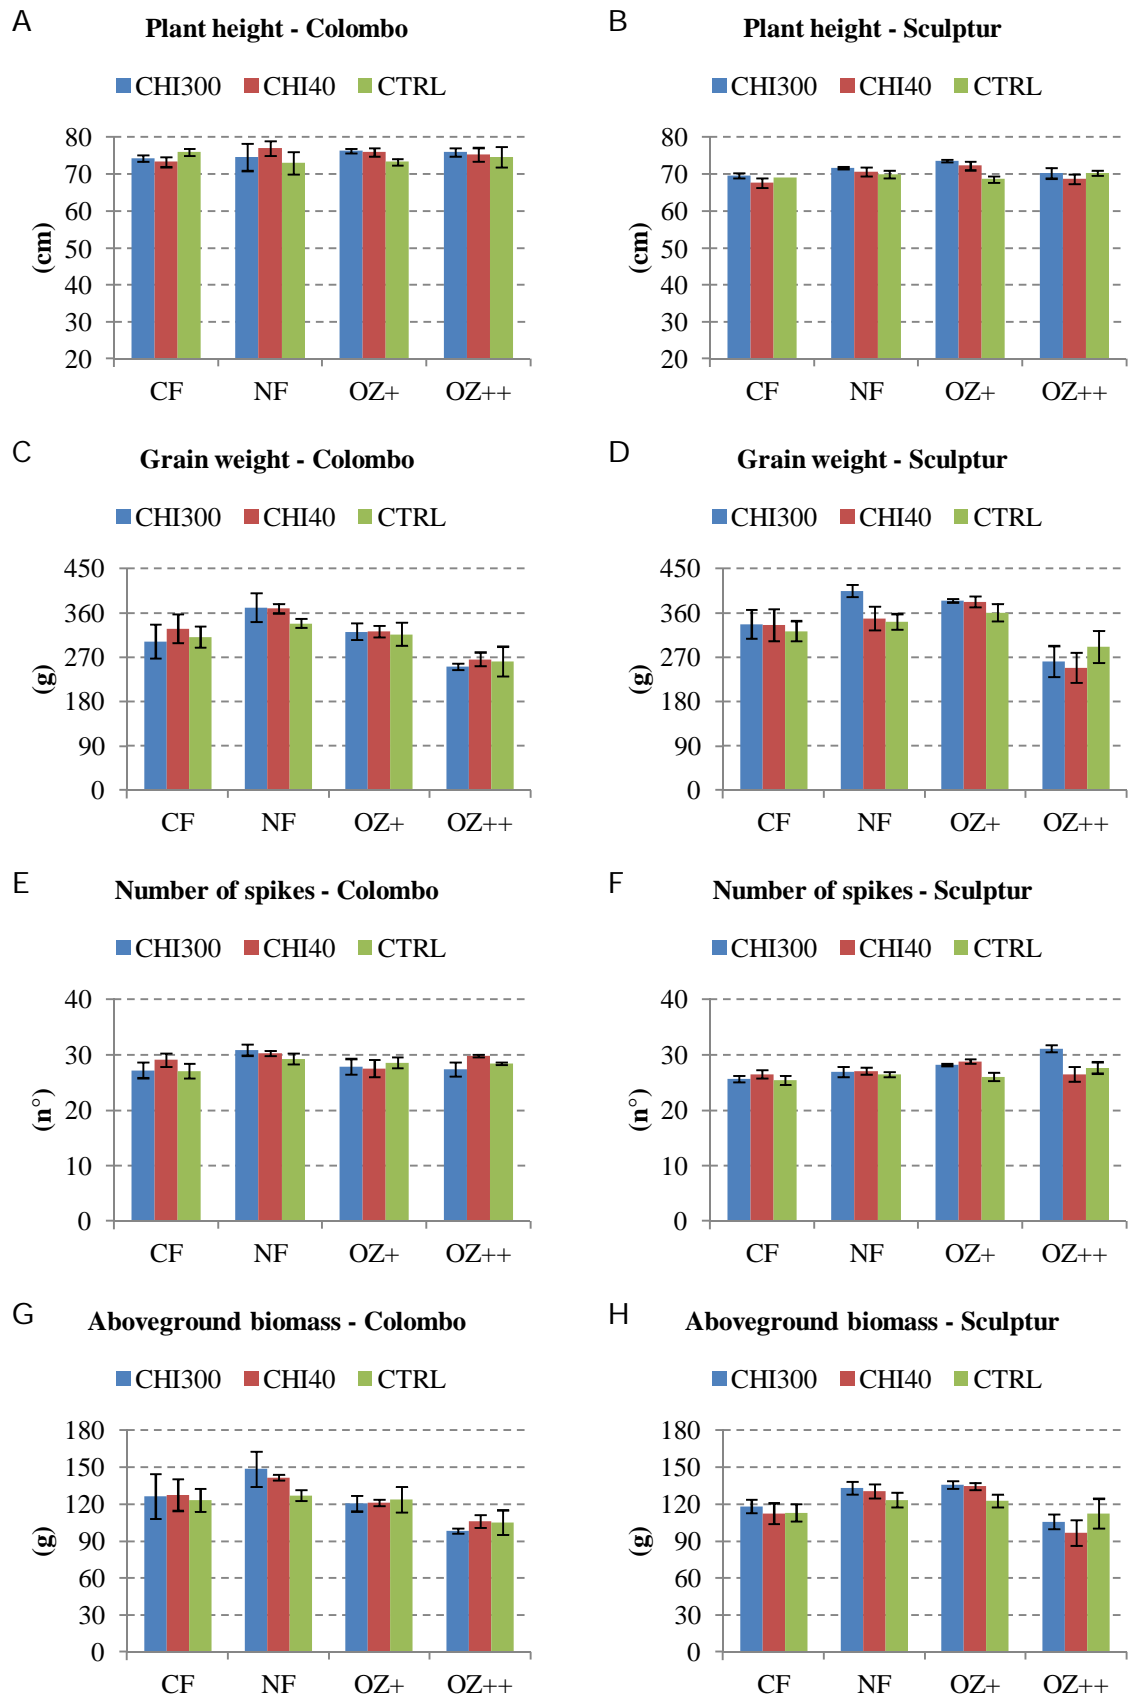 A
Plant height - Colombo
CHI300 CHI40 CTRL
80
70
60
50
40
30
20
(cm)
CF NF OZ+ OZ++
B
Plant height - Sculptur
CHI300 CHI40 CTRL
80
70
60
50
40
30
20
(cm)
CF NF OZ+ OZ++
C
Grain weight - Colombo
CHI300 CHI40 CTRL
450
360
270
180
90
0
(g)
CF NF OZ+ OZ++
D
Grain weight - Sculptur
CHI300 CHI40 CTRL
450
360
270
180
90
0
(g)
CF NF OZ+ OZ++
E
Number of spikes - Colombo
CHI300 CHI40 CTRL
40
30
20
10
0
(n°)
CF NF OZ+ OZ++
F
Number of spikes - Sculptur
CHI300 CHI40 CTRL
40
30
20
10
0
(n°)
CF NF OZ+ OZ++
G
Aboveground biomass - Colombo
CHI300 CHI40 CTRL
180
150
120
90
60
30
0
(g)
CF NF OZ+ OZ++
H
Aboveground biomass - Sculptur
CHI300 CHI40 CTRL
180
150
120
90
60
30
0
(g)
CF NF OZ+ OZ++